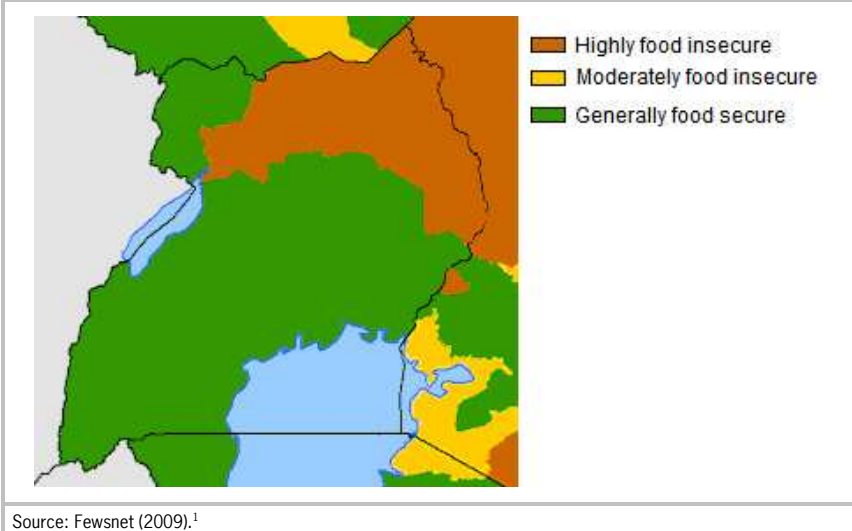 Highly food insecure
Moderately food insecure
Generally food secure
Source: Fewsnet (2009).1